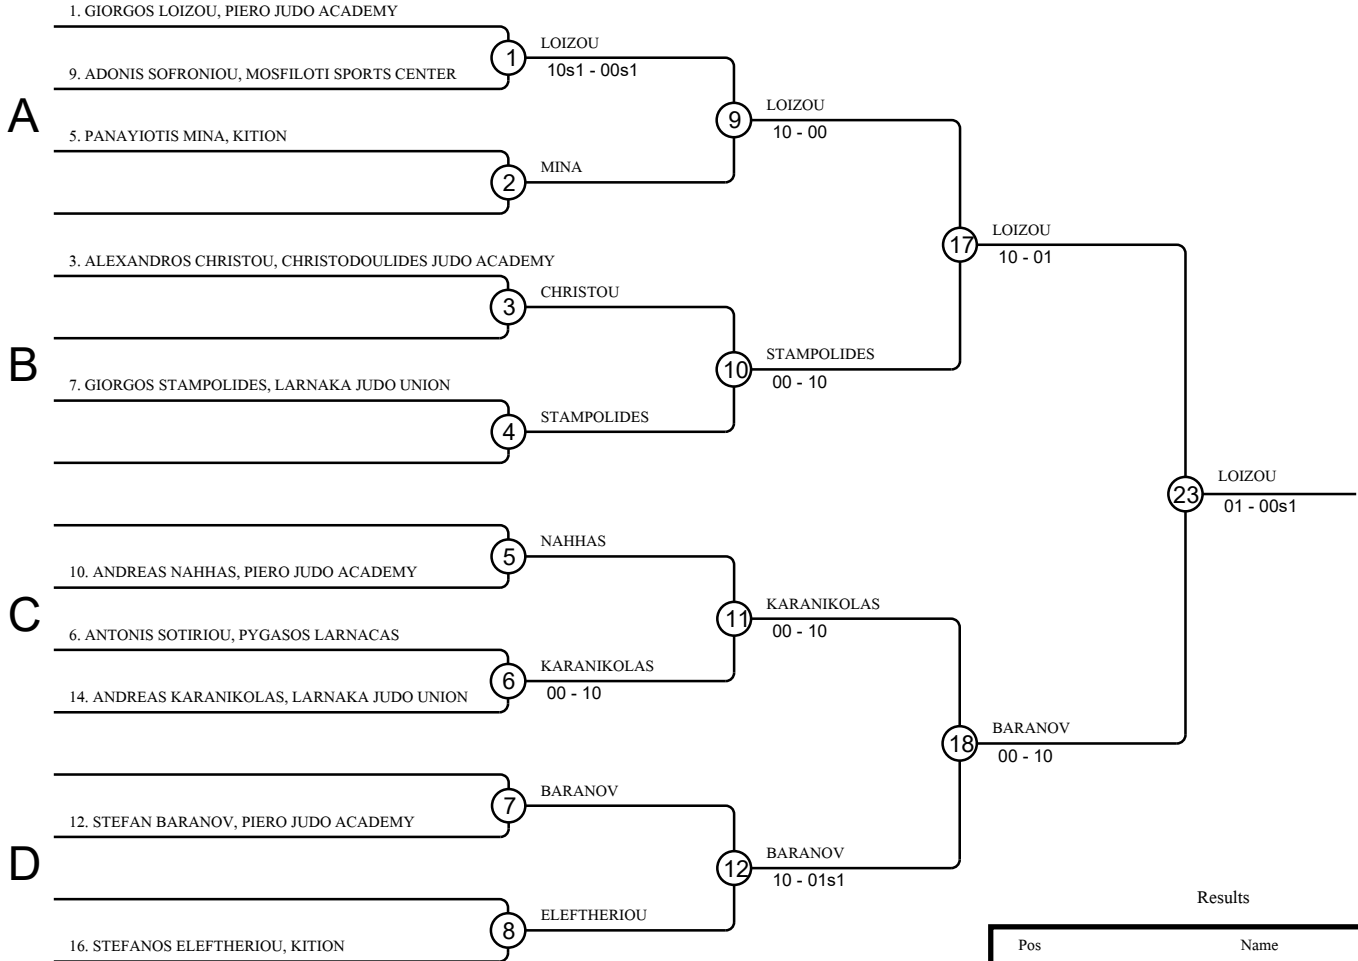 1. GIORGOS LOIZOU, PIERO JUDO ACADEMY
1
LOIZOU
10s1 - 00s1
9. ADONIS SOFRONIOU, MOSFILOTI SPORTS CENTER
A
9
LOIZOU
10 - 00
5. PANAYIOTIS MINA, KITION
2
MINA
17
LOIZOU
10 - 01
3. ALEXANDROS CHRISTOU, CHRISTODOULIDES JUDO ACADEMY
3
CHRISTOU
B
10
STAMPOLIDES
00 - 10
7. GIORGOS STAMPOLIDES, LARNAKA JUDO UNION
4
STAMPOLIDES
23
LOIZOU
01 - 00s1
5
NAHHAS
10. ANDREAS NAHHAS, PIERO JUDO ACADEMY
C
11
KARANIKOLAS
00 - 10
6. ANTONIS SOTIRIOU, PYGASOS LARNACAS
6
KARANIKOLAS
00 - 10
14. ANDREAS KARANIKOLAS, LARNAKA JUDO UNION
18
BARANOV
00 - 10
7
BARANOV
12. STEFAN BARANOV, PIERO JUDO ACADEMY
D
12
BARANOV
10 - 01s1
8
ELEFTHERIOU
16. STEFANOS ELEFTHERIOU, KITION
Results
Pos Name